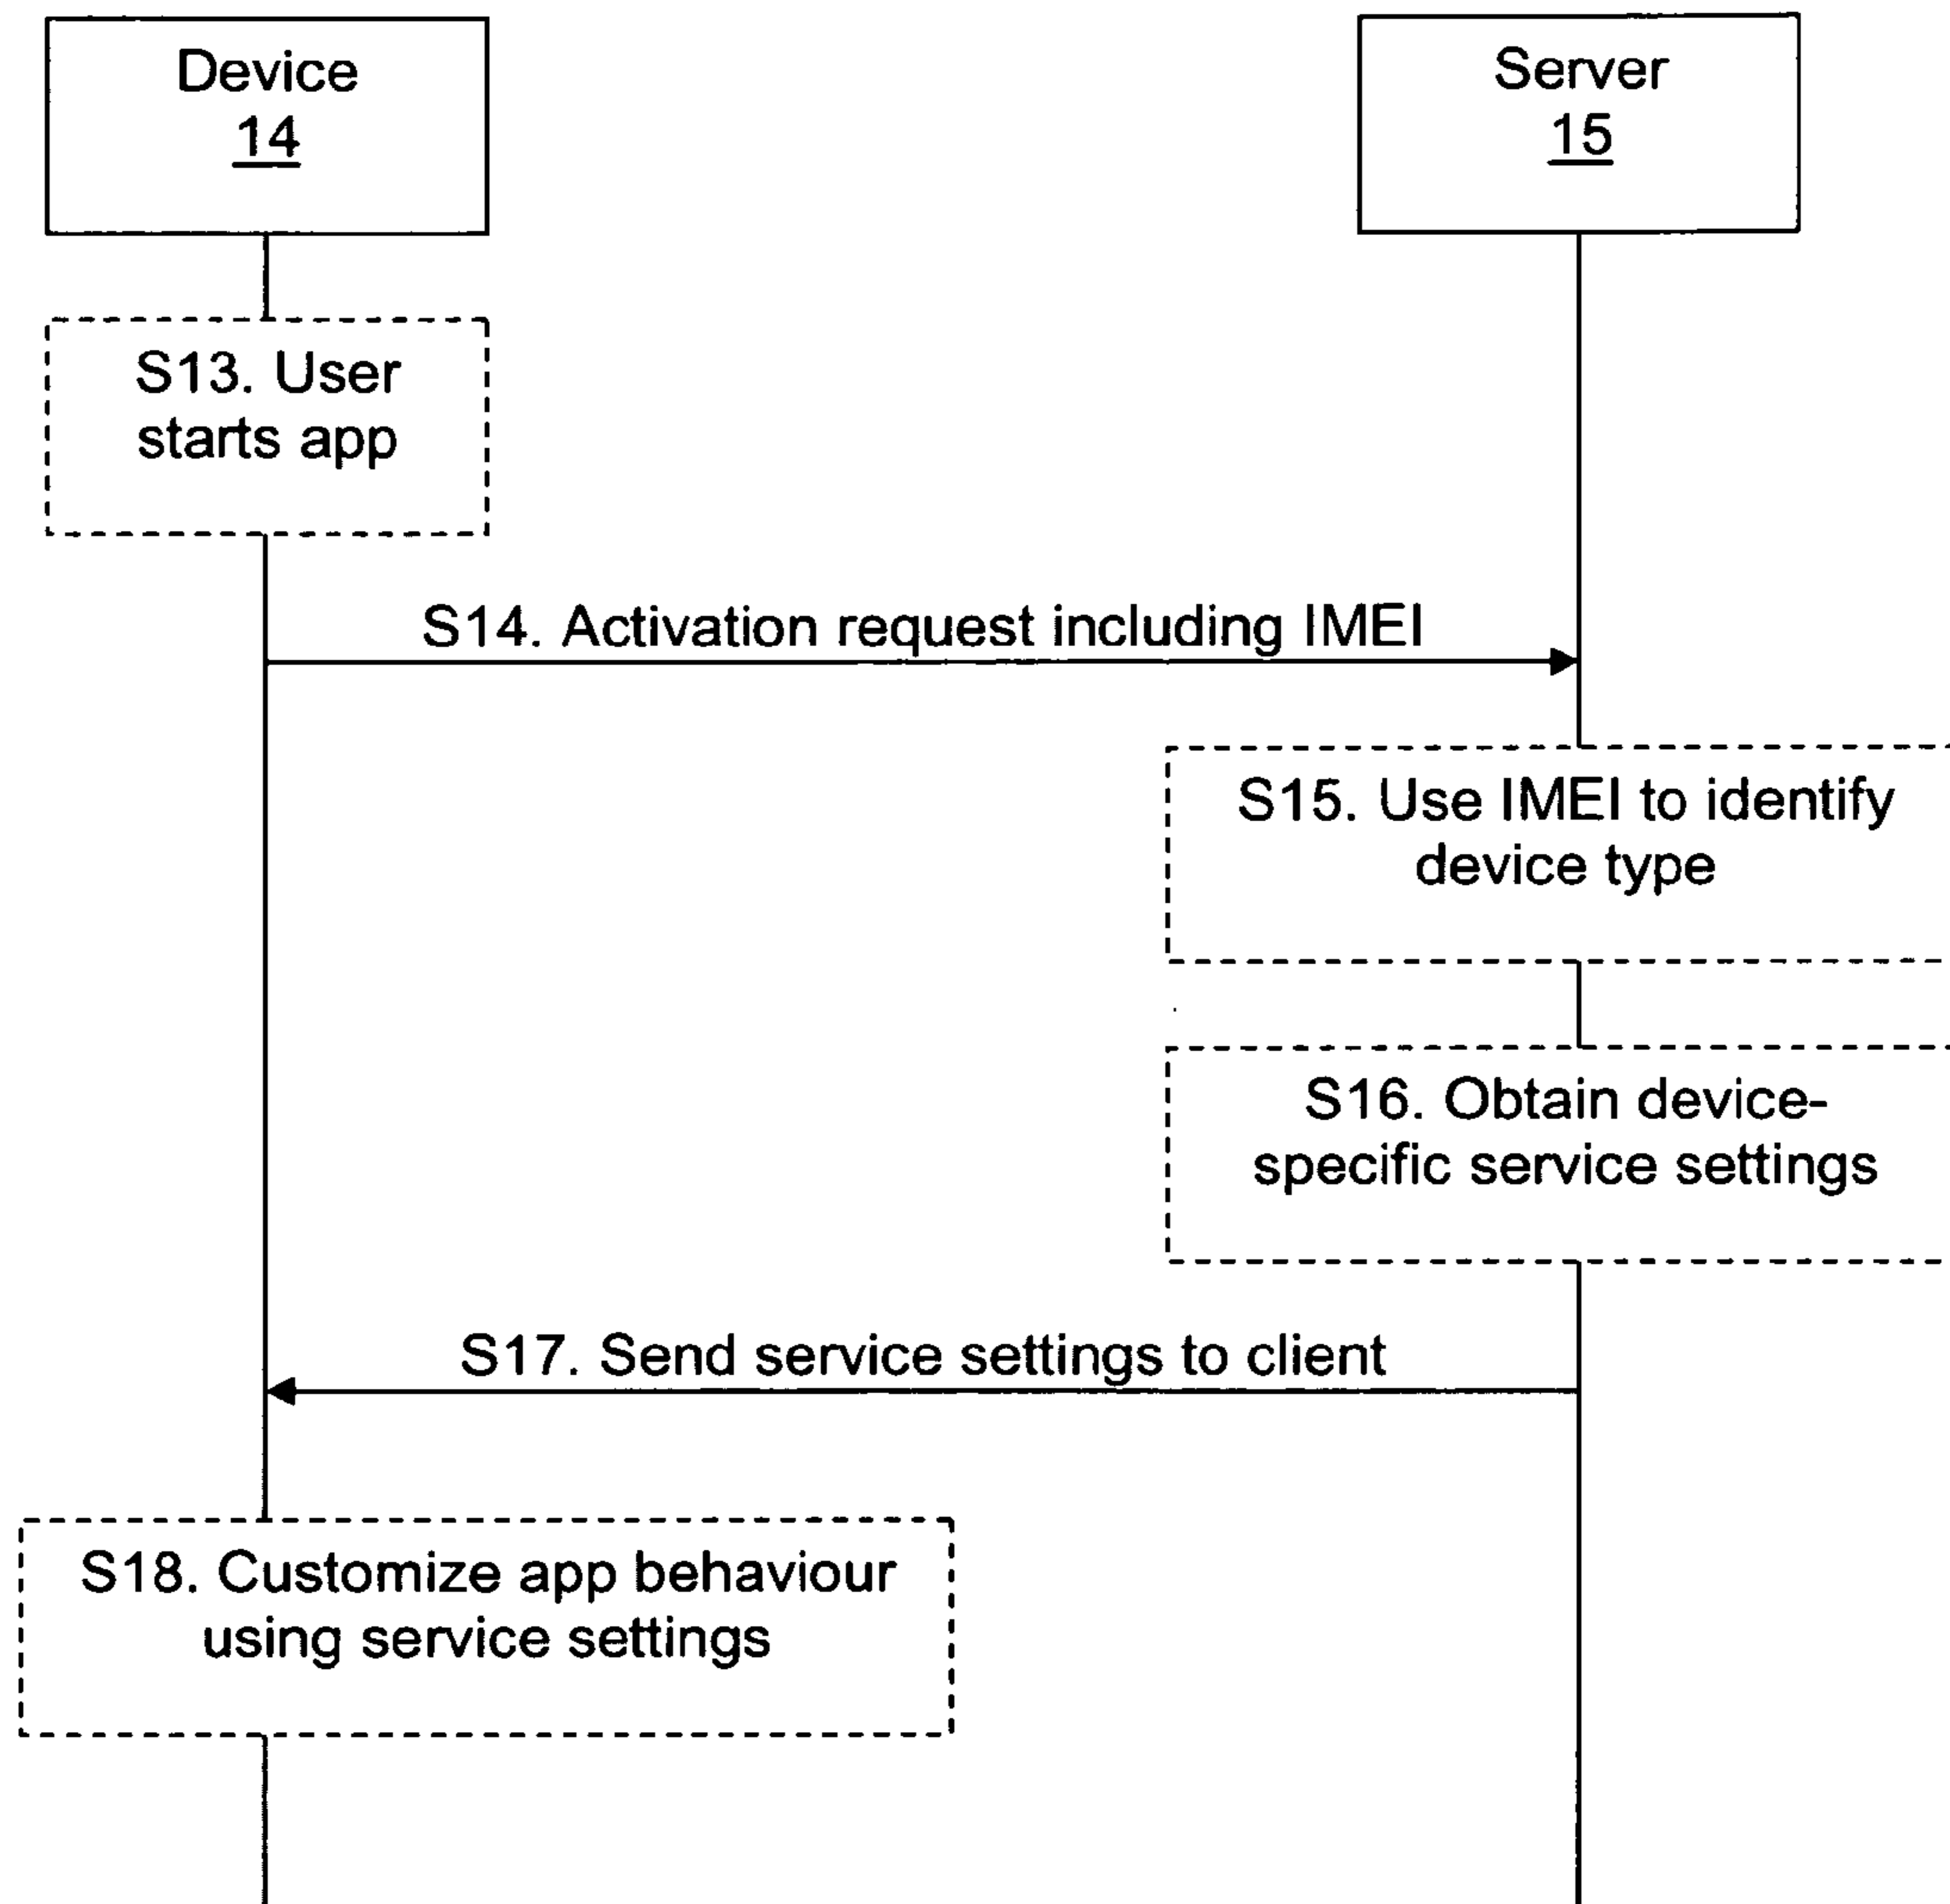 Device
14
Server
15
S13. User
starts app
S14. Activation request including IMEI
S15. Use IMEI to identify
device type
S16. Obtain device-
specific service settings
S17. Send service settings to client
S18. Customize app behaviour
using service settings